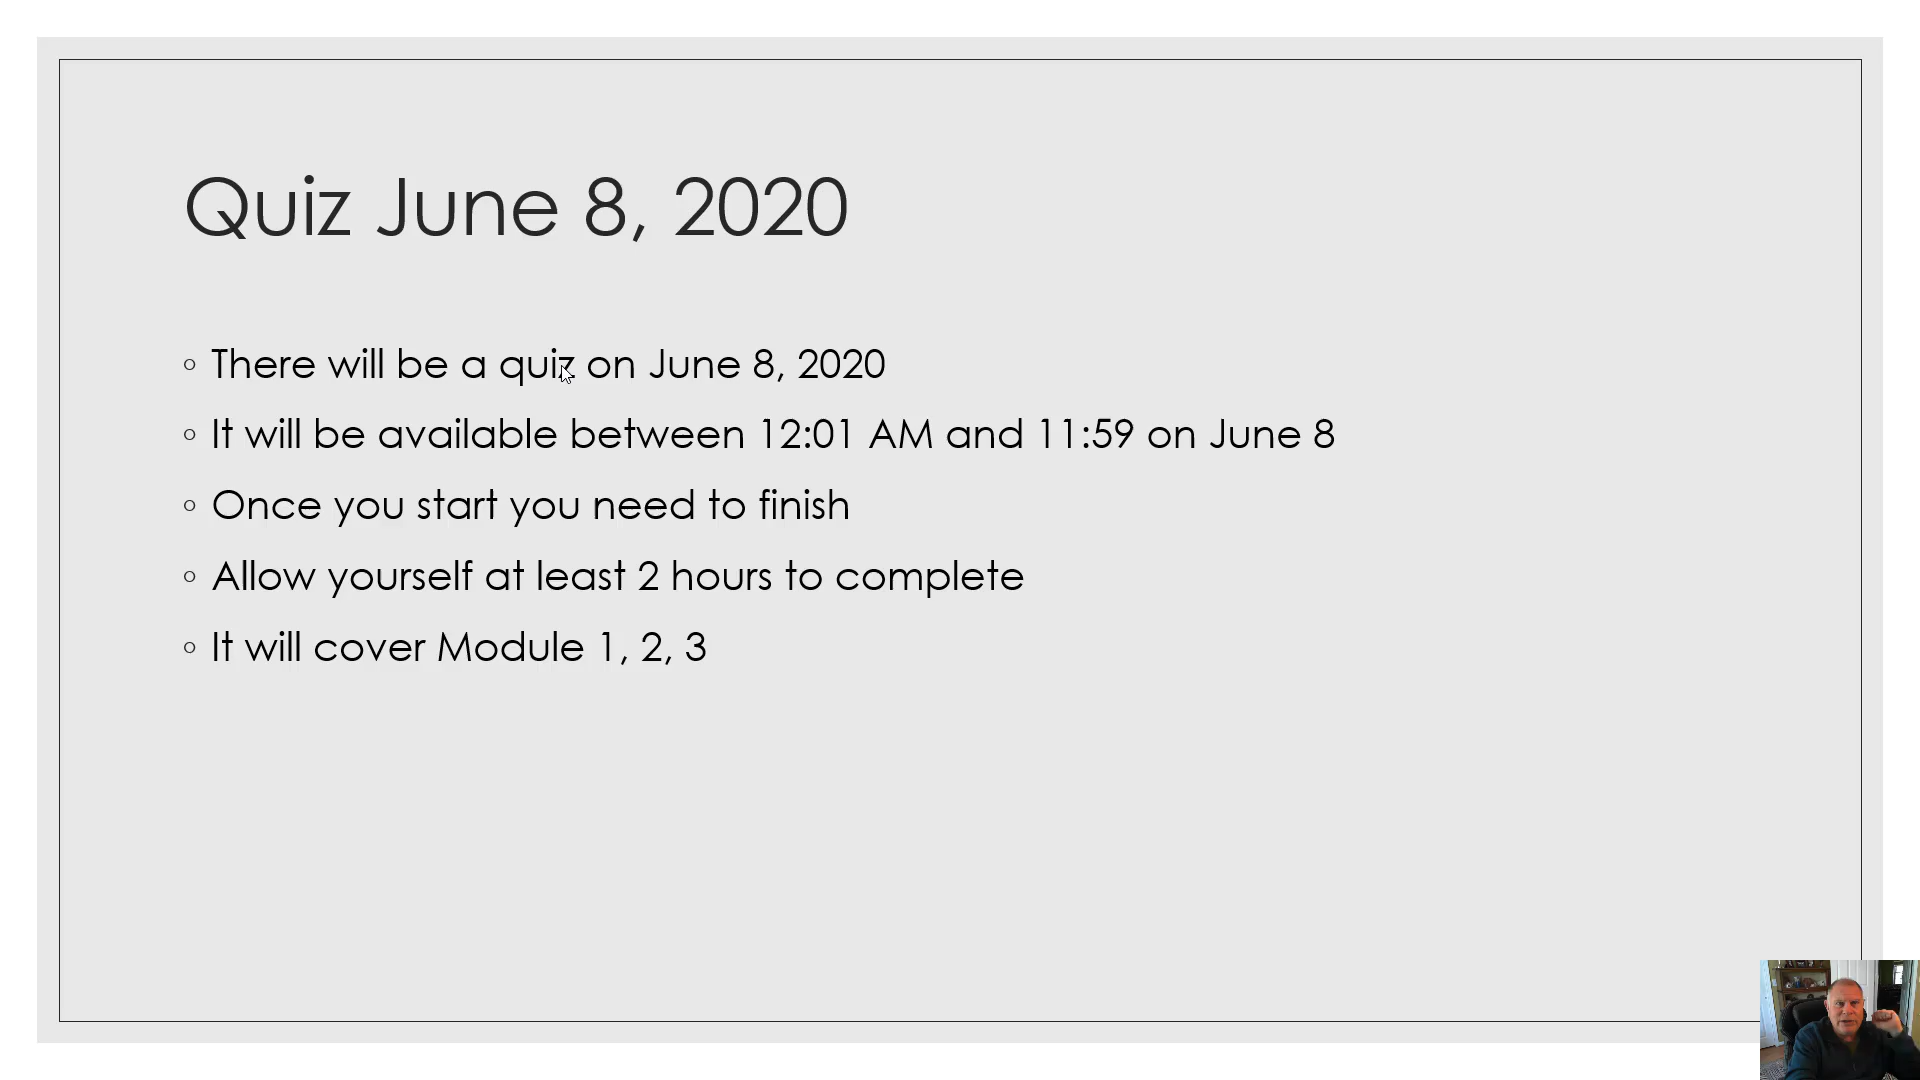 Quiz June 8, 2020
◦ There will be a quiz on June 8, 2020
◦ It will be available between 12:01 AM and 11:59 on June 8
◦ Once you start you need to finish
◦ Allow yourself at least 2 hours to complete
◦ It will cover Module 1, 2, 3